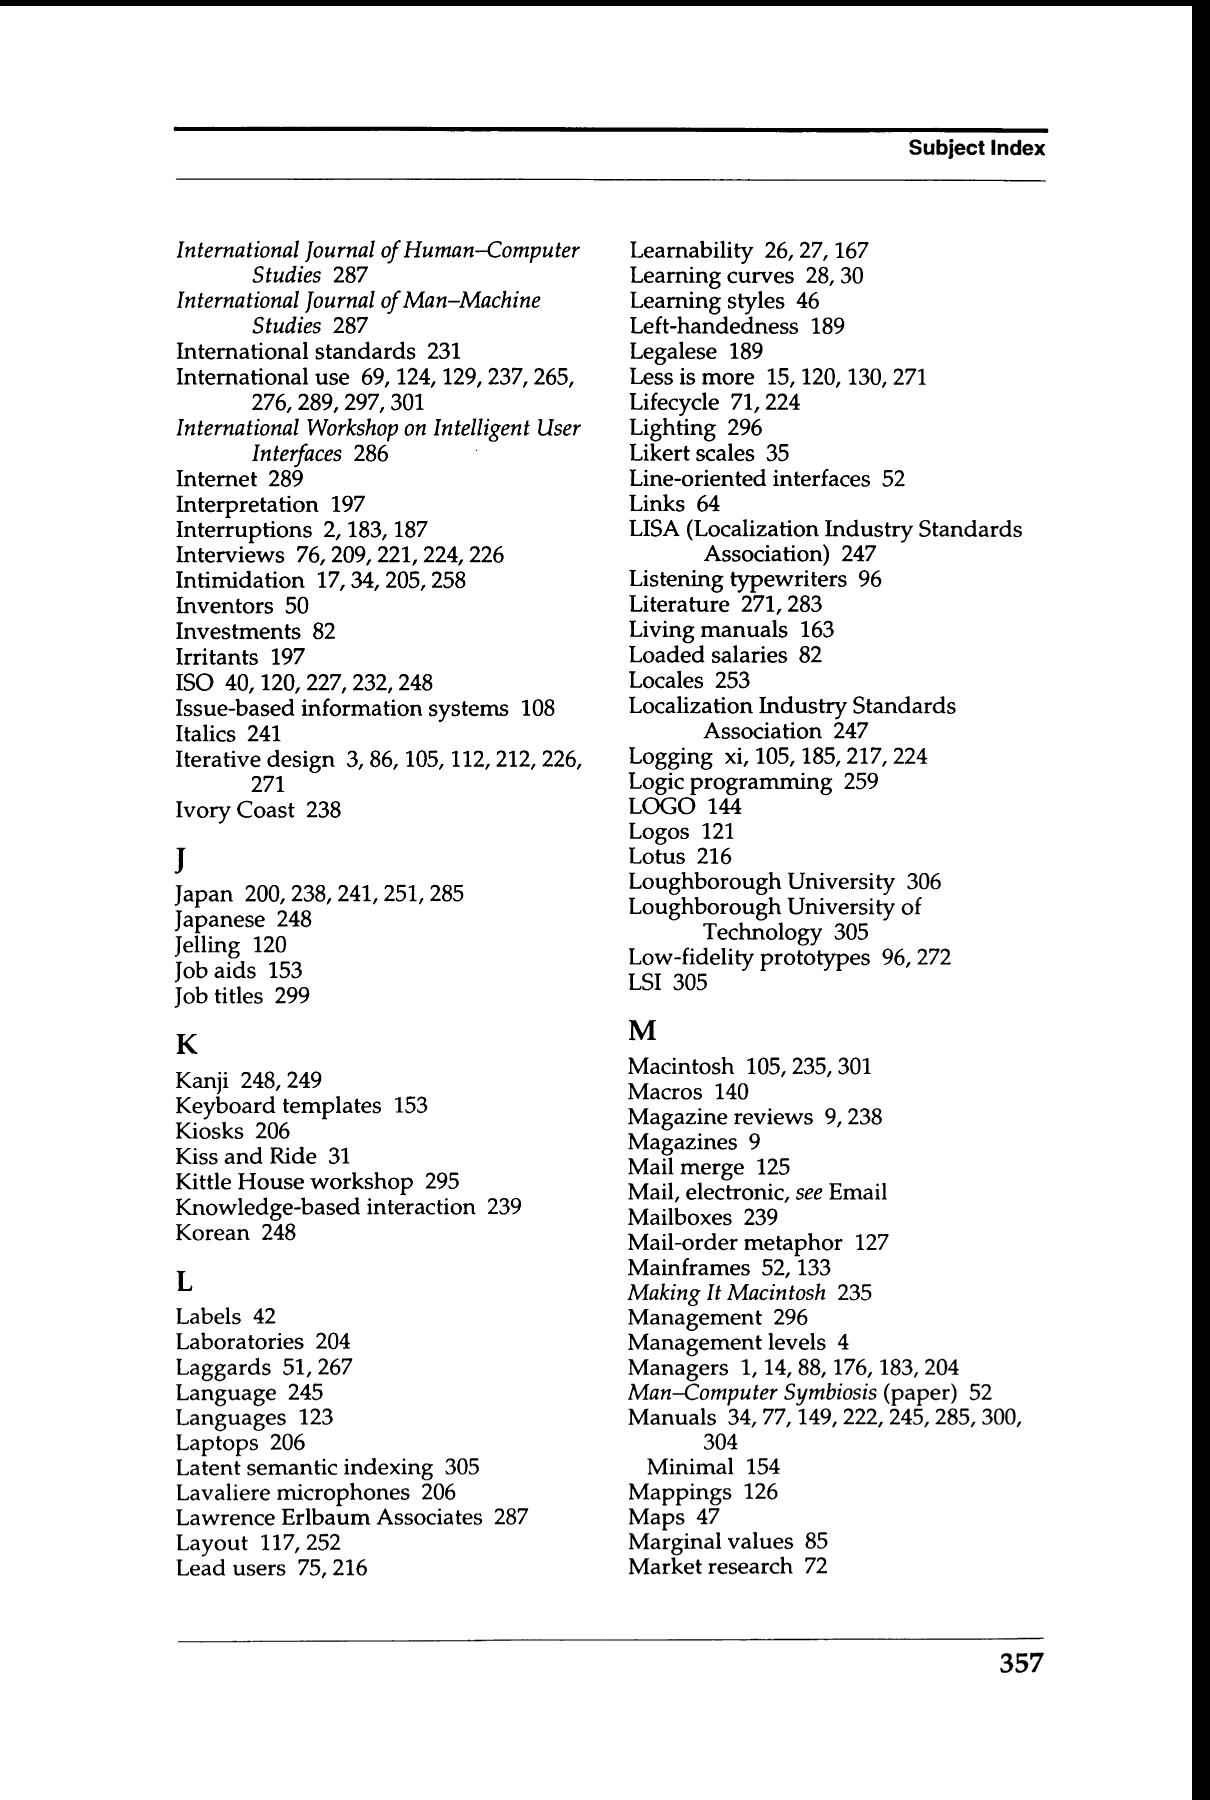 Subject Index
International Journal of Human–Computer
Studies 287
International Journal of Man–Machine
Studies 287
International standards 231
International use 69, 124, 129, 237, 265,
276, 289, 297, 301
International Workshop on Intelligent User
Interfaces 286
Internet 289
Interpretation 197
Interruptions 2, 183, 187
Interviews 76, 209, 221, 224, 226
Intimidation 17, 34, 205, 258
Inventors 50
Investments 82
Irritants 197
ISO 40, 120, 227, 232, 248
Issue-based information systems 108
Italics 241
Iterative design 3, 86, 105, 112, 212, 226,
271
Ivory Coast 238
J
Japan 200, 238, 241, 251, 285
Japanese 248
Jelling 120
Job aids 153
Job titles 299
K
Kanji 248, 249
Keyboard templates 153
Kiosks 206
Kiss and Ride 31
Kittle House workshop 295
Knowledge-based interaction 239
Korean 248
L
Labels 42
Laboratories 204
Laggards 51, 267
Language 245
Languages 123
Laptops 206
Latent semantic indexing 305
Lavaliere microphones 206
Lawrence Erlbaum Associates 287
Layout 117, 252
Lead users 75, 216
Learnability 26, 27, 167
Learning curves 28, 30
Learning styles 46
Left-handedness 189
Legalese 189
Less is more 15, 120, 130, 271
Lifecycle 71, 224
Lighting 296
Likert scales 35
Line-oriented interfaces 52
Links 64
LISA (Localization Industry Standards
Association) 247
Listening typewriters 96
Literature 271, 283
Living manuals 163
Loaded salaries 82
Locales 253
Localization Industry Standards
Association 247
Logging xi, 105, 185, 217, 224
Logic programming 259
LOGO 144
Logos 121
Lotus 216
Loughborough University 306
Loughborough University of
Technology 305
Low-fidelity prototypes 96, 272
LSI 305
M
Macintosh 105, 235, 301
Macros 140
Magazine reviews 9, 238
Magazines 9
Mail merge 125
Mail, electronic, see Email
Mailboxes 239
Mail-order metaphor 127
Mainframes 52, 133
Making It Macintosh 235
Management 296
Management levels 4
Managers 1, 14, 88, 176, 183, 204
Man–Computer Symbiosis (paper) 52
Manuals 34, 77, 149, 222, 245, 285, 300,
304
Minimal 154
Mappings 126
Maps 47
Marginal values 85
Market research 72
357